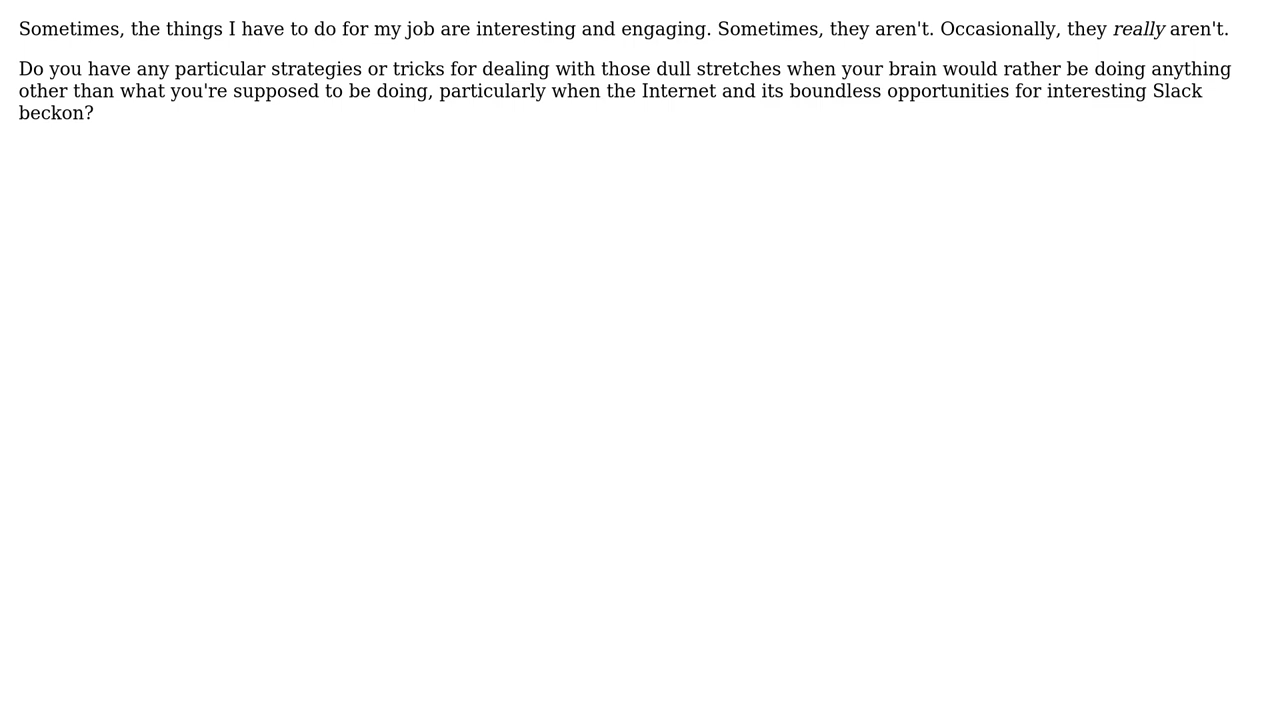 Sometimes, the things I have to do for my job are interesting and engaging. Sometimes, they aren't. Occasionally, they really aren't.
Do you have any particular strategies or tricks for dealing with those dull stretches when your brain would rather be doing anything
other than what you're supposed to be doing, particularly when the Internet and its boundless opportunities for interesting Slack
beckon?